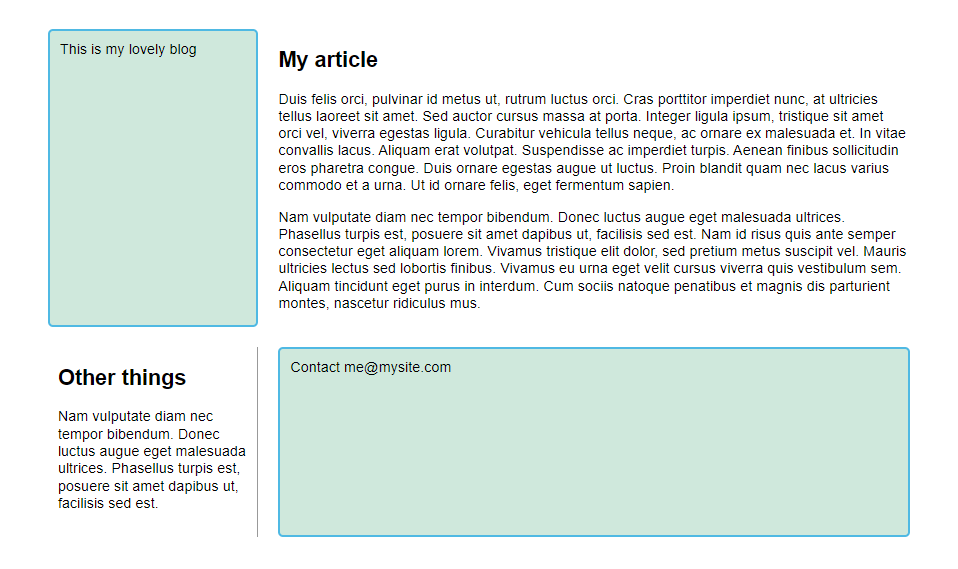 This is my lovely blog
My article
Duis felis orci, pulvinar id metus ut, rutrum luctus orci. Cras porttitor imperdiet nunc, at ultricies
tellus laoreet sit amet. Sed auctor cursus massa at porta. Integer ligula ipsum, tristique sit amet
orci vel, viverra egestas ligula. Curabitur vehicula tellus neque, ac ornare ex malesuada et. In vitae
convallis lacus. Aliquam erat volutpat. Suspendisse ac imperdiet turpis. Aenean finibus sollicitudin
eros pharetra congue. Duis ornare egestas augue ut luctus. Proin blandit quam nec lacus varius
commodo et a urna. Ut id ornare felis, eget fermentum sapien.
Nam vulputate diam nec tempor bibendum. Donec luctus augue eget malesuada ultrices.
Phasellus turpis est, posuere sit amet dapibus ut, facilisis sed est. Nam id risus quis ante semper
consectetur eget aliquam lorem. Vivamus tristique elit dolor, sed pretium metus suscipit vel. Mauris
ultricies lectus sed lobortis finibus. Vivamus eu urna eget velit cursus viverra quis vestibulum sem.
Aliquam tincidunt eget purus in interdum. Cum sociis natoque penatibus et magnis dis parturient
montes, nascetur ridiculus mus.
Other things
Nam vulputate diam nec
tempor bibendum. Donec
luctus augue eget malesuada
ultrices. Phasellus turpis est,
posuere sit amet dapibus ut,
facilisis sed est.
Contact me@mysite.com